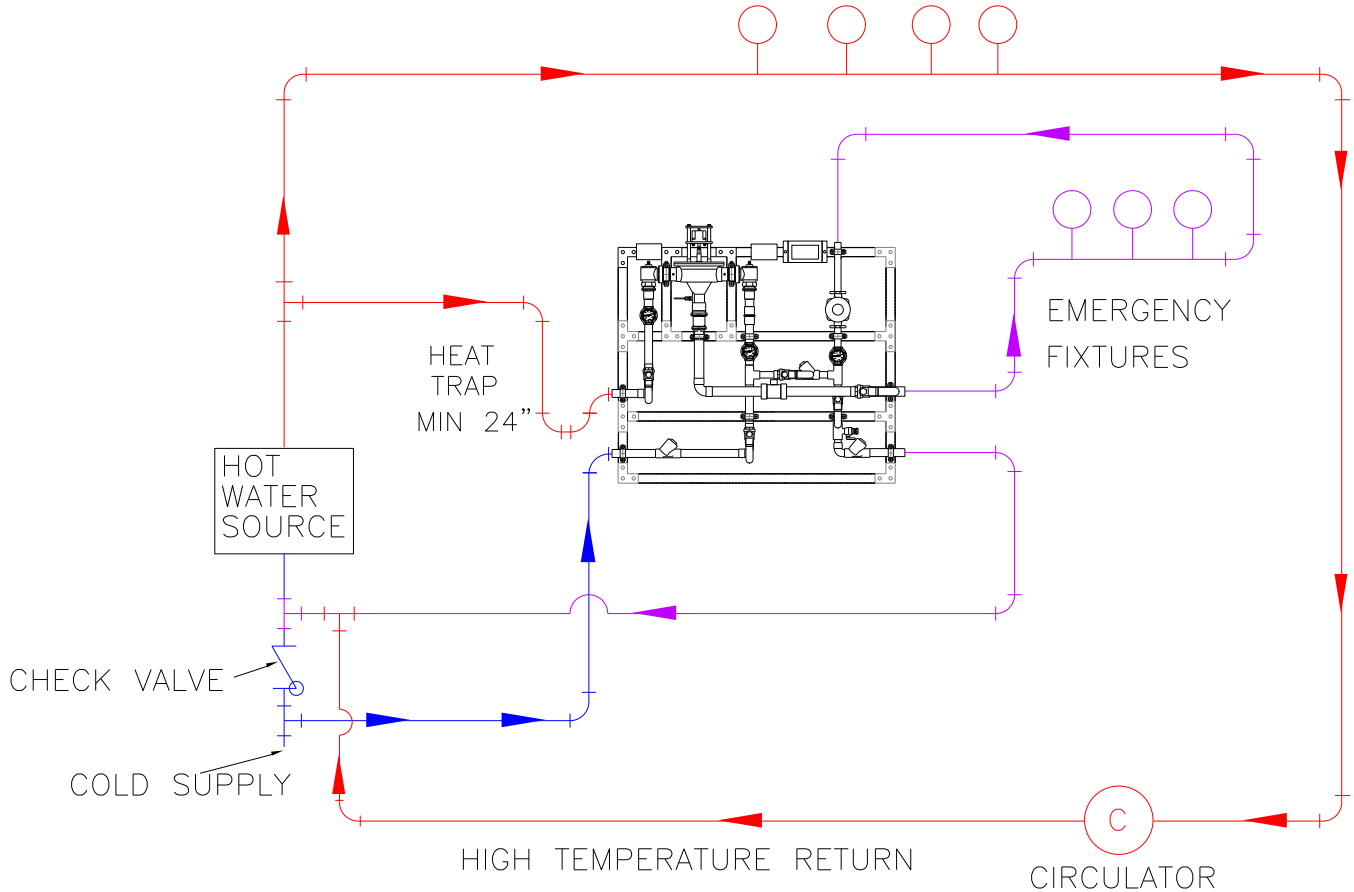 EMERGENCY
FIXTURES
HEAT
TRAP
MIN 24”
HOT
WATER
SOURCE
CHECK VALVE
COLD SUPPLY
C
HIGH TEMPERATURE RETURN
CIRCULATOR